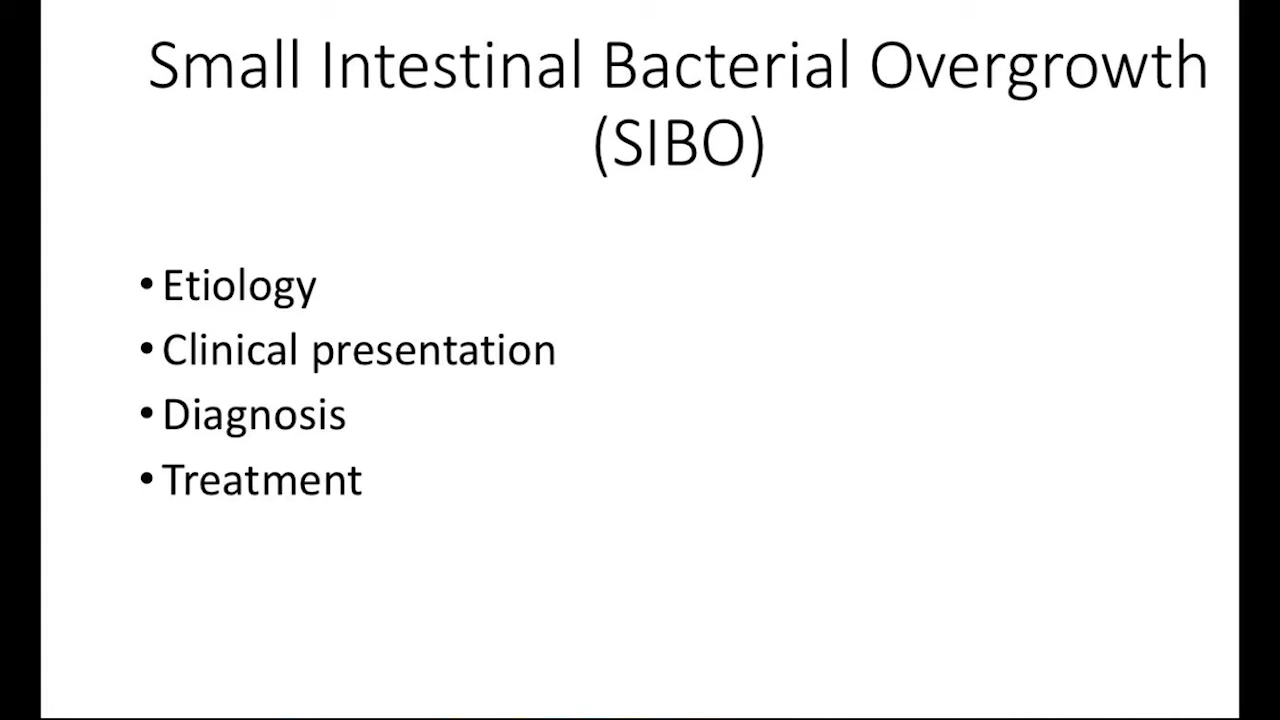 Small Intestinal Bacterial Overgrowth
(SIBO)
• Etiology
• Clinical presentation
• Diagnosis
• Treatment